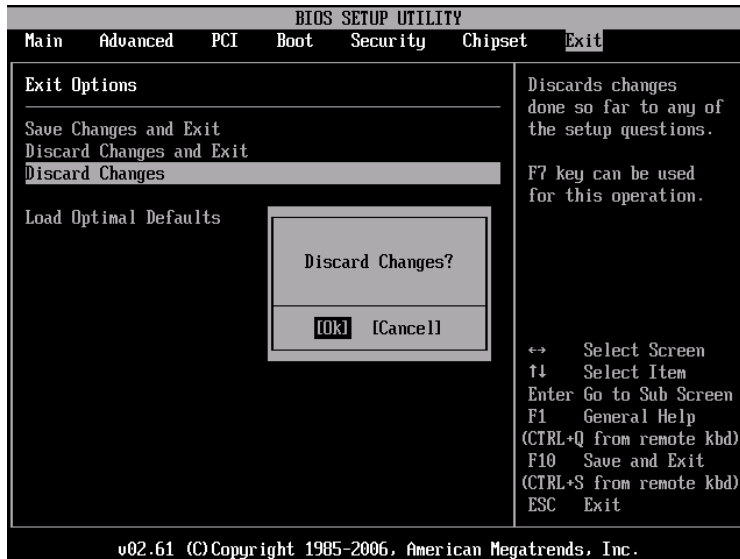 BIOS SETUP UTILITY
Main Advanced PCI Boot Security Chipset Exit
Exit Options
Save Changes and Exit
Discard Changes and Exit
Discard Changes
Load Optimal Defaults
Discard Changes?
[Ok] [Cancel]
Discards changes
done so far to any of
the setup questions.
F7 key can be used
for this operation.
↔ Select Screen
↑↓ Select Item
Enter Go to Sub Screen
F1 General Help
(CTRL+Q from remote kbd)
F10 Save and Exit
(CTRL+S from remote kbd)
ESC Exit
v02.61 (C)Copyright 1985-2006, American Megatrends, Inc.